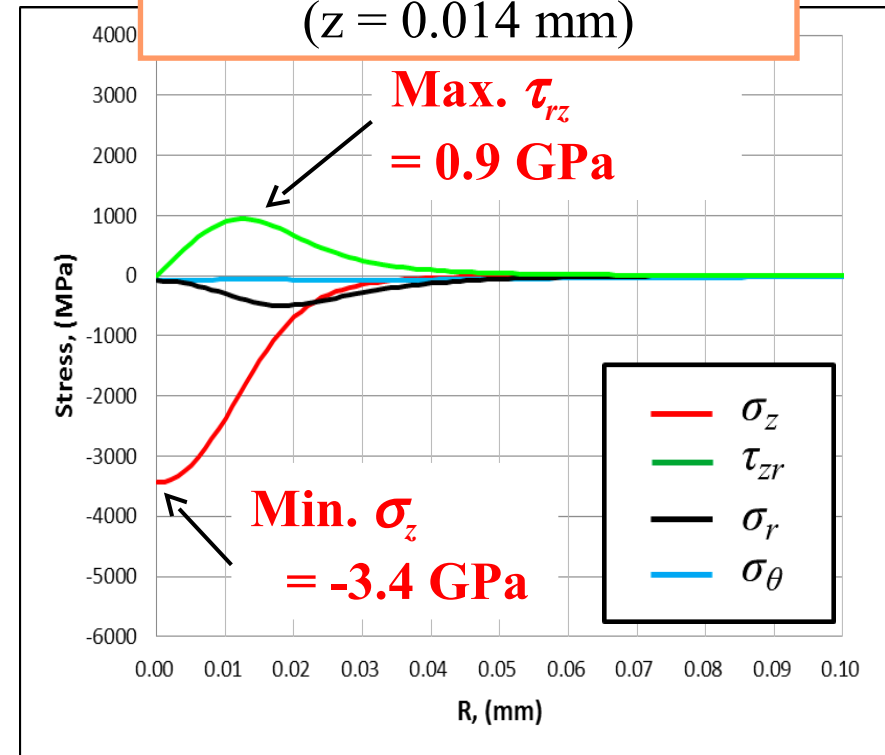 (z = 0.014 mm)
4000
3000
2000
1000
0
-1000
-2000
-3000
-4000
-5000
-6000
Stress, (MPa)
Max. τrz
= 0.9 GPa
Min. σz
= -3.4 GPa
σz
τzr
σr
σθ
0.00 0.01 0.02 0.03 0.04 0.05 0.06 0.07 0.08 0.09 0.10
R, (mm)